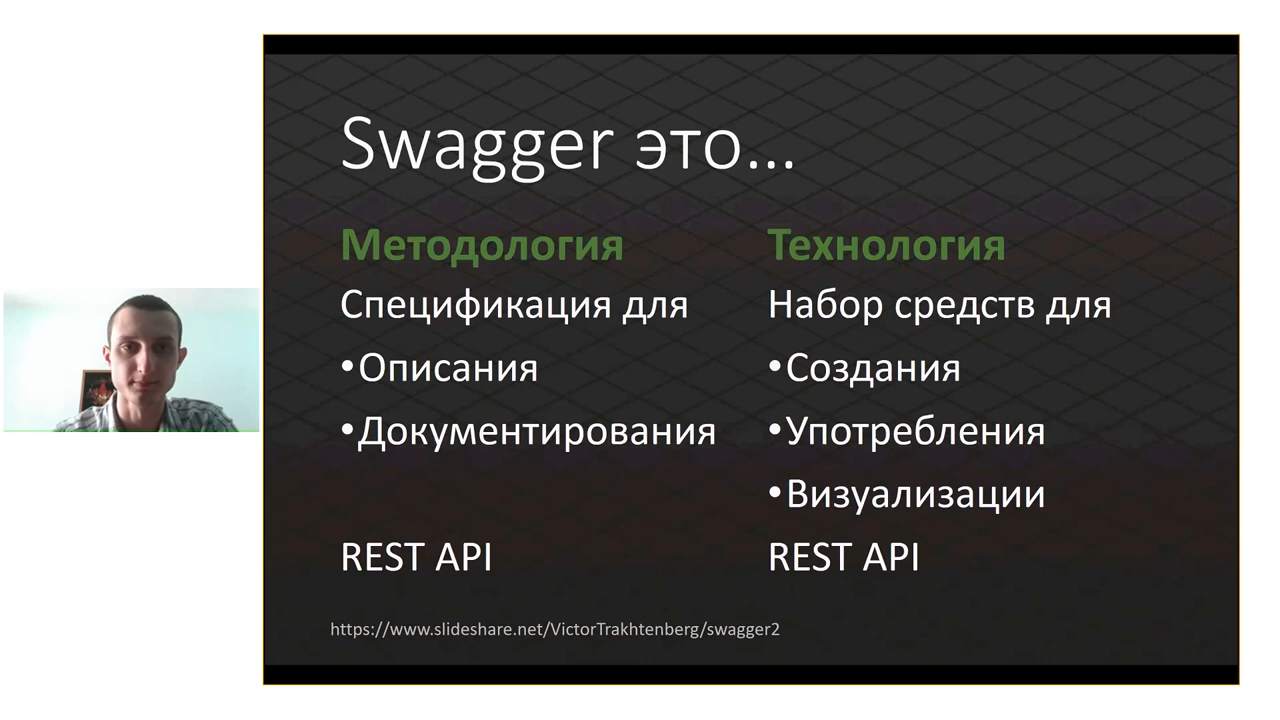 Swagger это...
Методология
Спецификация для
•Описания
•Документирования
REST API
Технология
Набор средств для
•Создания
•Употребления
•Визуализации
REST API
https://www.slideshare.net/VictorTrakhtenberg/swagger2